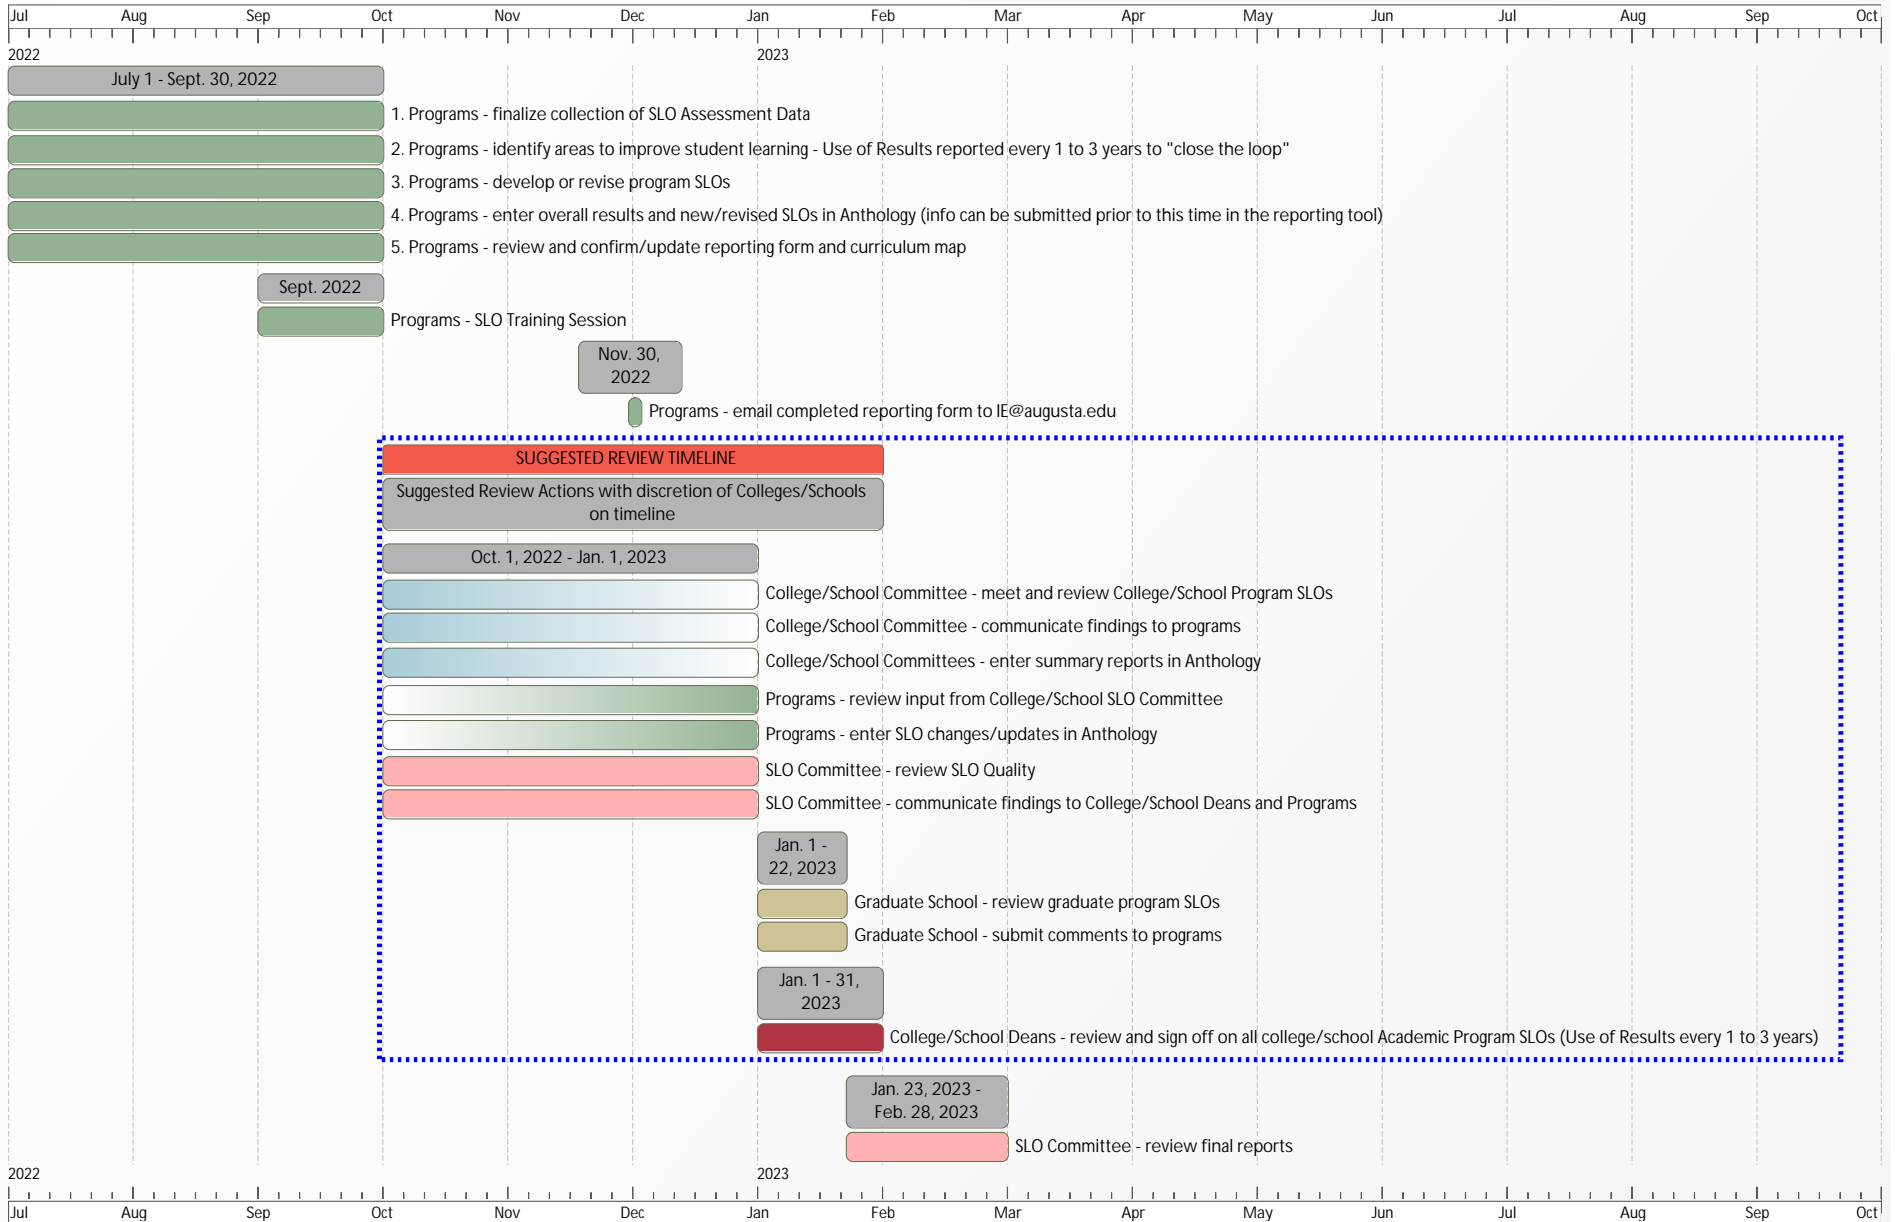 Jul Aug Sep Oct Nov Dec Jan Feb Mar Apr May Jun Jul Aug Sep Oct
2022 2023
July 1 - Sept. 30, 2022
1. Programs - finalize collection of SLO Assessment Data
2. Programs - identify areas to improve student learning - Use of Results reported every 1 to 3 years to "close the loop"
3. Programs - develop or revise program SLOs
4. Programs - enter overall results and new/revised SLOs in Anthology (info can be submitted prior to this time in the reporting tool)
5. Programs - review and confirm/update reporting form and curriculum map
Sept. 2022
Programs - SLO Training Session
Nov. 30,
2022
Programs - email completed reporting form to IE@augusta.edu
SUGGESTED REVIEW TIMELINE
Suggested Review Actions with discretion of Colleges/Schools
on timeline
Oct. 1, 2022 - Jan. 1, 2023
College/School Committee - meet and review College/School Program SLOs
College/School Committee - communicate findings to programs
College/School Committees - enter summary reports in Anthology
Programs - review input from College/School SLO Committee
Programs - enter SLO changes/updates in Anthology
SLO Committee - review SLO Quality
SLO Committee - communicate findings to College/School Deans and Programs
Jan. 1 -
22, 2023
Graduate School - review graduate program SLOs
Graduate School - submit comments to programs
Jan. 1 - 31,
2023
College/School Deans - review and sign off on all college/school Academic Program SLOs (Use of Results every 1 to 3 years)
Jan. 23, 2023 -
Feb. 28, 2023
SLO Committee - review final reports
2022 2023
Jul Aug Sep Oct Nov Dec Jan Feb Mar Apr May Jun Jul Aug Sep Oct